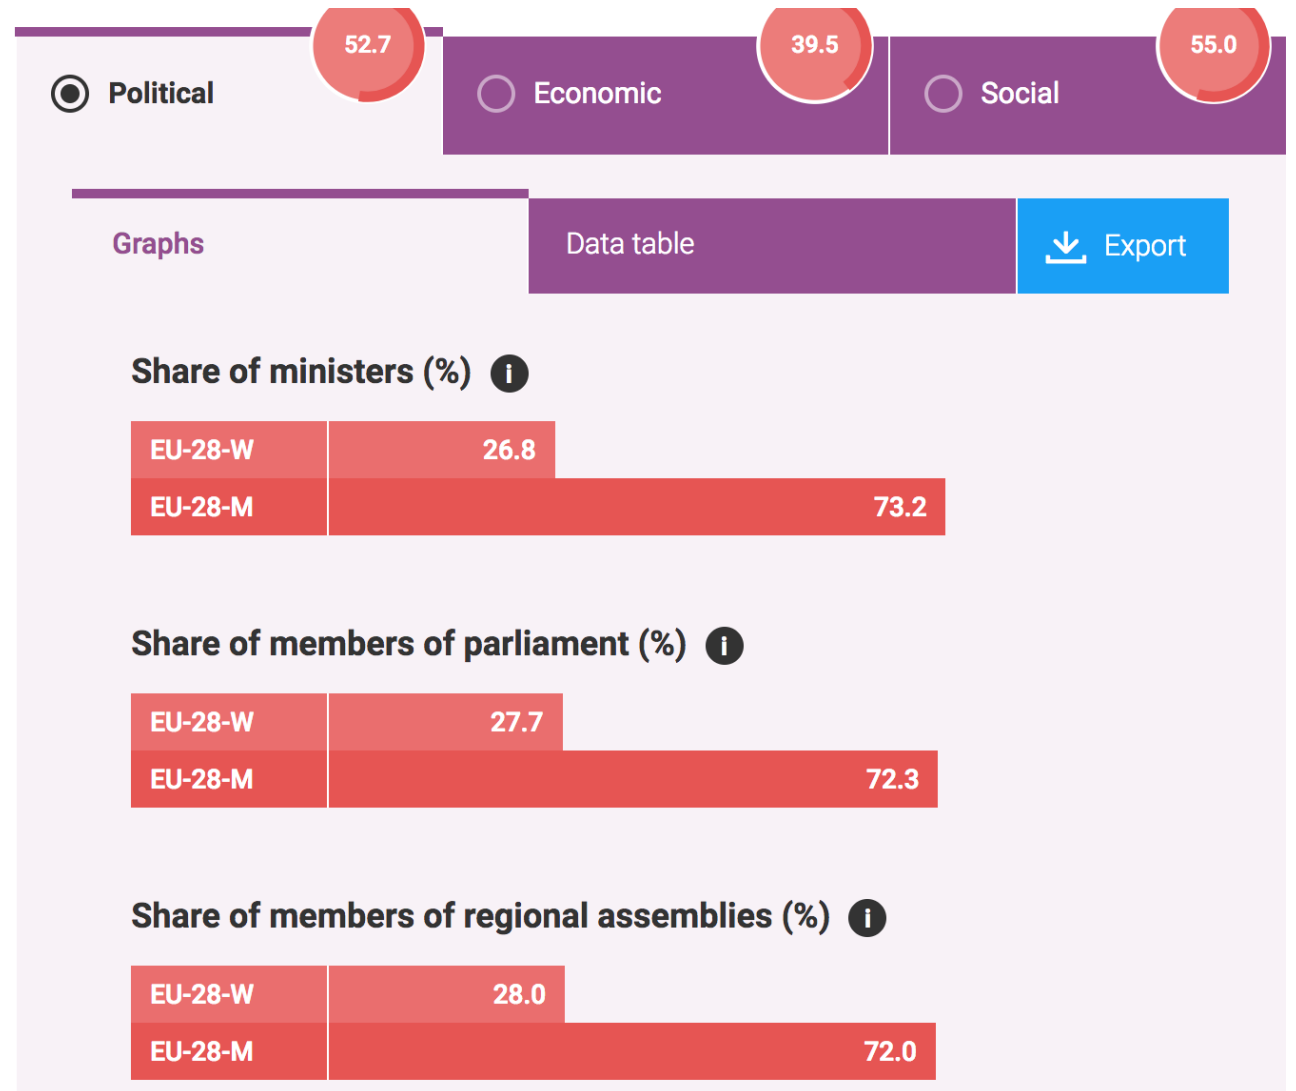 52.7
39.5
55.0
Political
Economic
Social
Graphs
Data table
Export
Share of ministers (%) i
EU-28-W 26.8
EU-28-M 73.2
Share of members of parliament (%) i
EU-28-W 27.7
EU-28-M 72.3
Share of members of regional assemblies (%) i
EU-28-W 28.0
EU-28-M 72.0